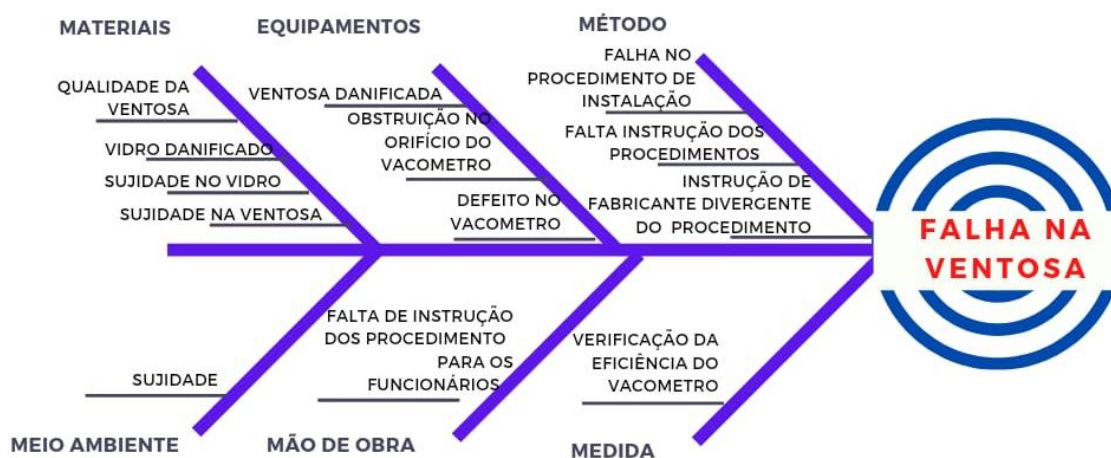 MATERIAIS
QUALIDADE DA
VENTOSA
VIDRO DANIFICADO
SUJIDADE NO VIDRO
SUJIDADE NA VENTOSA
EQUIPAMENTOS
VENTOSA DANIFICADA
OBSTRUIÇÃO NO
ORIFÍCIO DO
VACOMETRO
DEFEITO NO
VACOMETRO
MÉTODO
FALHA NO
PROCEDIMENTO DE
INSTALAÇÃO
FALTA INSTRUÇÃO DOS
PROCEDIMENTOS
INSTRUÇÃO DE
FABRICANTE DIVERGENTE
DO PROCEDIMENTO
FALHA NA
VENTOSA
SUJIDADE
MEIO AMBIENTE
FALTA DE INSTRUÇÃO
DOS PROCEDIMENTO
PARA OS
FUNCIONÁRIOS
MÃO DE OBRA
VERIFICAÇÃO DA
EFICIÊNCIA DO
VACOMETRO
MEDIDA